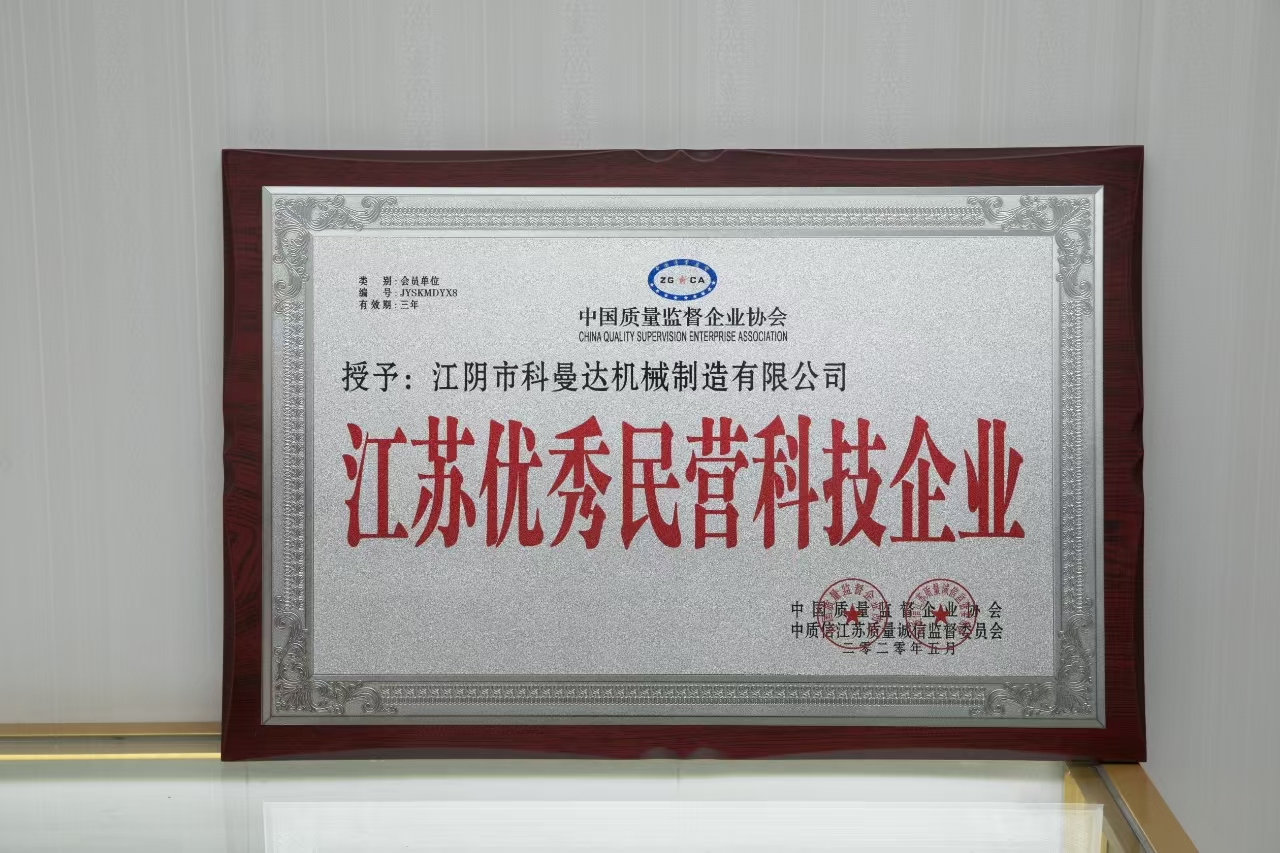 类 别：会员单位
编 号：JYSKMDYX8
有效期：三年
ZG★CA
中国质量监督企业协会
CHINA QUALITY SUPERVISION ENTERPRISE ASSOCIATION
授予：江阴市科曼达机械制造有限公司
江苏优秀民营科技企业
中国质量监督企业协会
中质信江苏质量诚信监督委员会
二零二零年五月